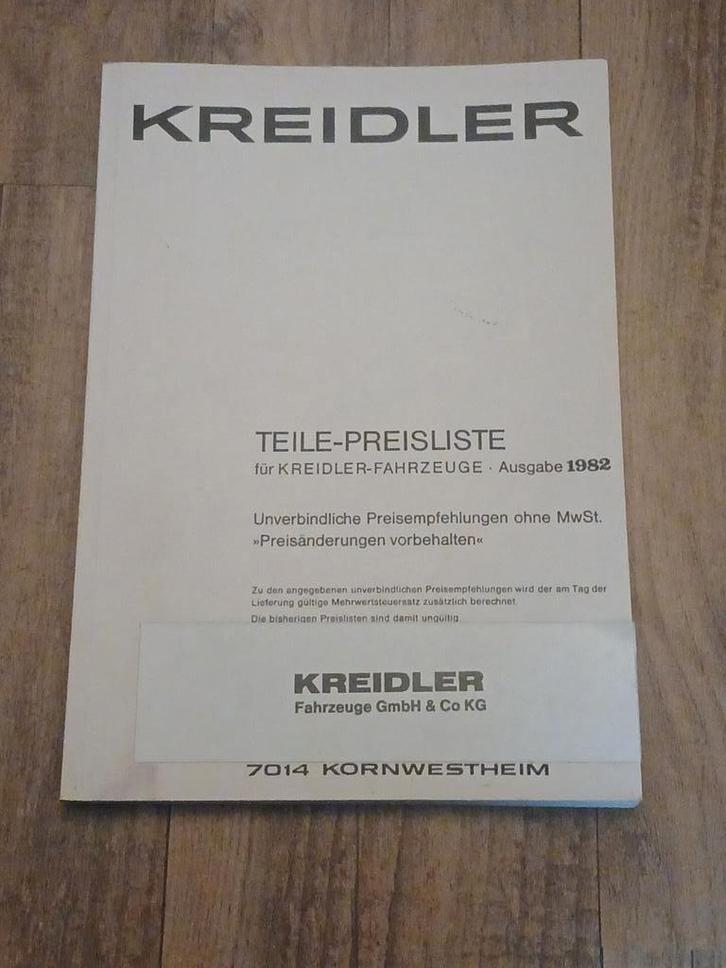 KREIDLER
TEILE-PREISLISTE
für KREIDLER-FAHRZEUGE · Ausgabe 1982
Unverbindliche Preisempfehlungen ohne MwSt.
»Preisänderungen vorbehalten«
Zu den angegebenen unverbindlichen Preisempfehlungen wird der am Tag der
Lieferung gültige Mehrwertsteuersatz zusätzlich berechnet.
Die bisherigen Preislisten sind damit ungültig.
KREIDLER
Fahrzeuge GmbH & Co KG
7014 KORNWESTHEIM